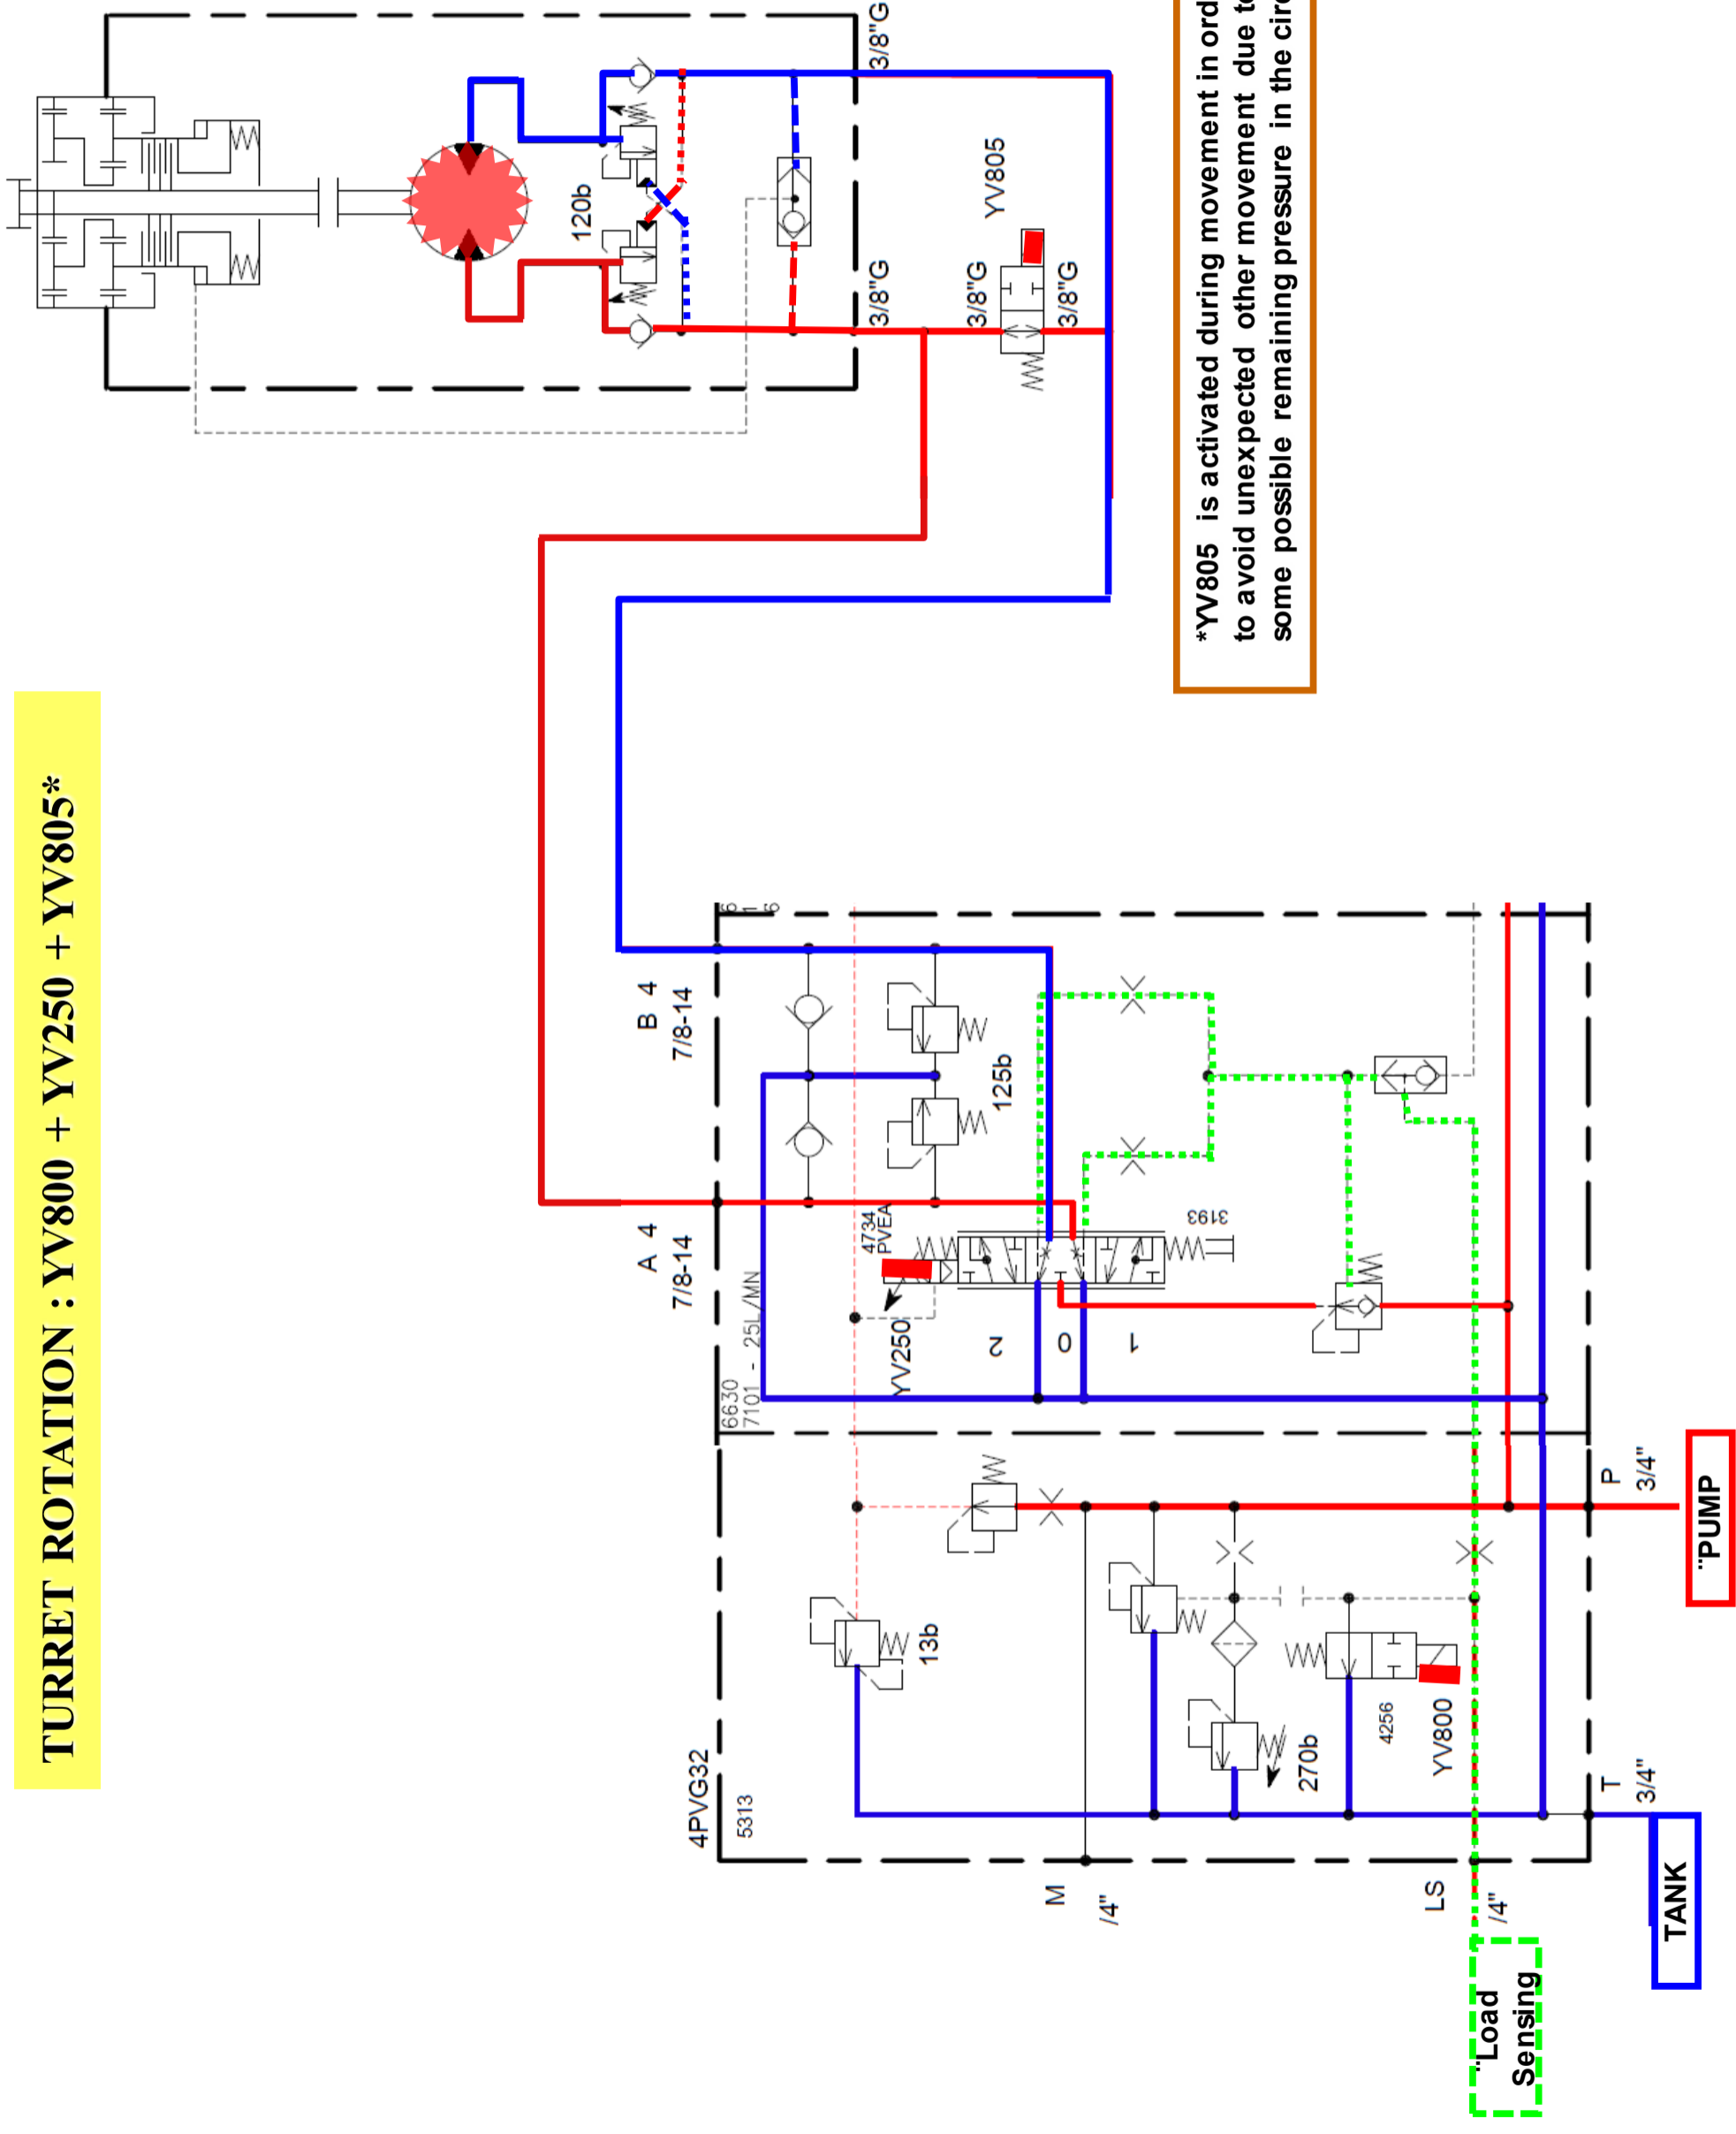 TURRET ROTATION : YV800 + YV250 + YV805*
120b
3/8"G
3/8"G
YV805
3/8"G
3/8"G
*YV805 is activated during movement in ord
to avoid unexpected other movement due to
some possible remaining pressure in the circ
B 4
7/8-14
A 4
7/8-14
125b
4734
PVEA
3193
YV250
2
0
1
6630
7101 - 25L/MN
4PVG32
5313
13b
270b
4256
YV800
M
/4"
LS
/4"
P
3/4"
T
3/4"
¨PUMP
TANK
¨Load
Sensing